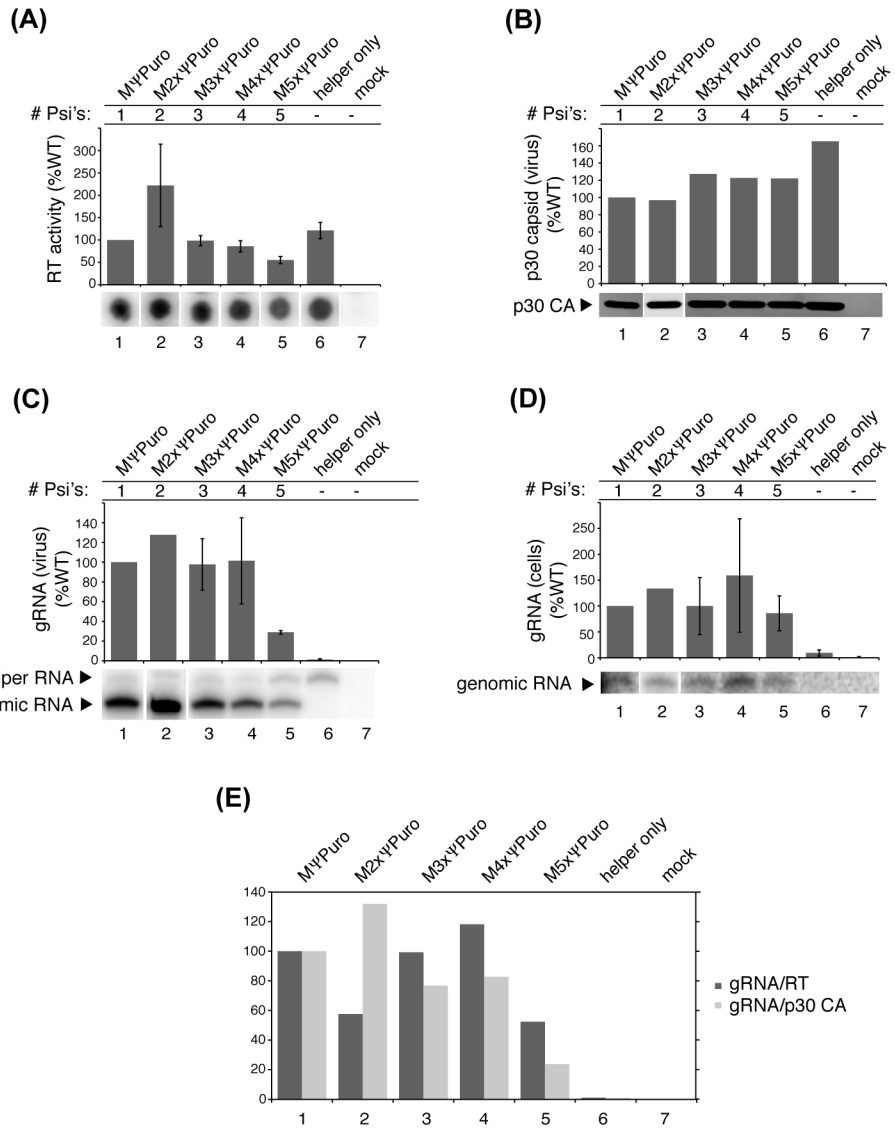 (A)
MΨPuro M2xΨPuro M3xΨPuro M4xΨPuro M5xΨPuro helper only mock
# Psi's: 1 2 3 4 5 - -
RT activity (%WT)
350
300
250
200
150
100
50
0
1 2 3 4 5 6 7
(B)
MΨPuro M2xΨPuro M3xΨPuro M4xΨPuro M5xΨPuro helper only mock
# Psi's: 1 2 3 4 5 - -
p30 capsid (virus)
(%WT)
160
140
120
100
80
60
40
20
0
p30 CA
1 2 3 4 5 6 7
(C)
MΨPuro M2xΨPuro M3xΨPuro M4xΨPuro M5xΨPuro helper only mock
# Psi's: 1 2 3 4 5 - -
gRNA (virus)
(%WT)
140
120
100
80
60
40
20
0
lper RNA
mic RNA
1 2 3 4 5 6 7
(D)
MΨPuro M2xΨPuro M3xΨPuro M4xΨPuro M5xΨPuro helper only mock
# Psi's: 1 2 3 4 5 - -
gRNA (cells)
(%WT)
250
200
150
100
50
0
genomic RNA
1 2 3 4 5 6 7
(E)
MΨPuro M2xΨPuro M3xΨPuro M4xΨPuro M5xΨPuro helper only mock
140
120
100
80
60
40
20
0
gRNA/RT
gRNA/p30 CA
1 2 3 4 5 6 7